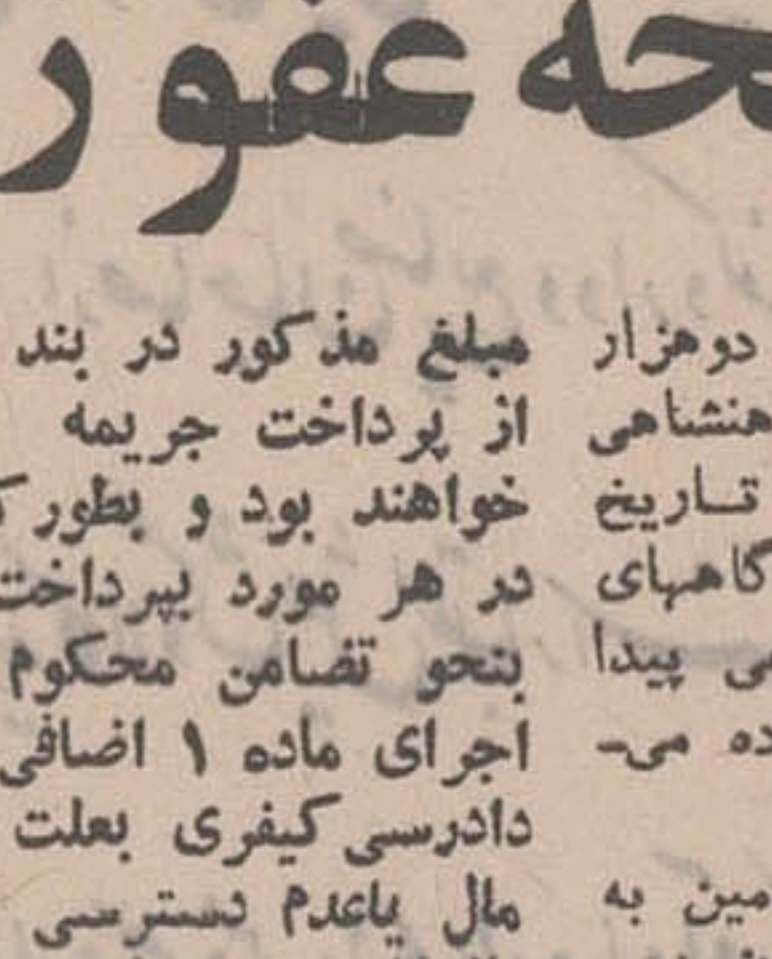 حه عفو ر
دوهزار
هنشاهی
تاریخ
گاههای
می پیدا
ده می-
مین به
مبلغ مذکور در بند
از پرداخت جریمه
خواهند بود و بطور ک
در هر مورد بپرداخت
بنحو تضامن محکوم
اجرای ماده ۱ اضافی
دادرسی کیفری بعلت
مال یاعدم دسترسی